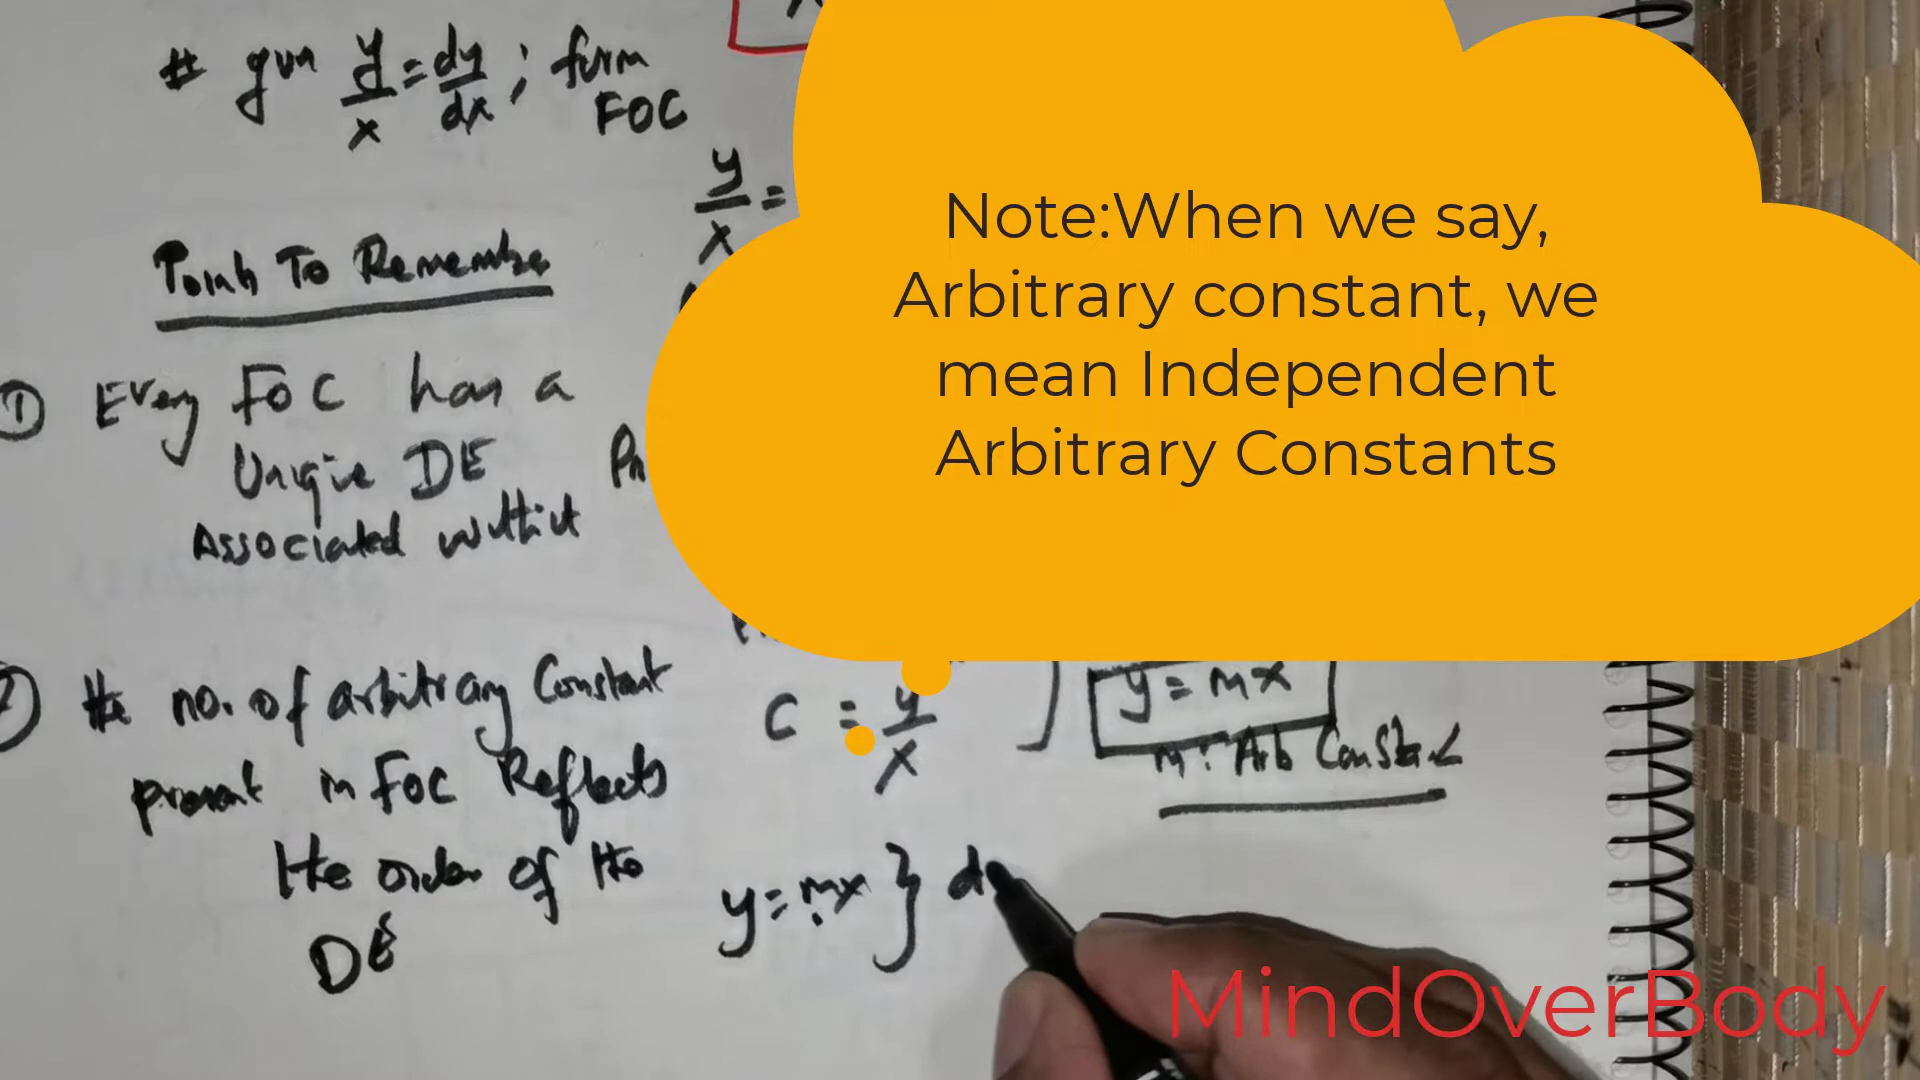 # givn y/x = dy/dx ; form
FOC
y/x =
Points To Remember
① Every FOC has a
Unique DE
Associated with it
② The no. of arbitrary Constant
present in FOC Reflects
the order of the
DE
Note:When we say,
Arbitrary constant, we
mean Independent
Arbitrary Constants
C = y/x
y = mx
m: Arb Constant
y = mx } d
MindOverBody